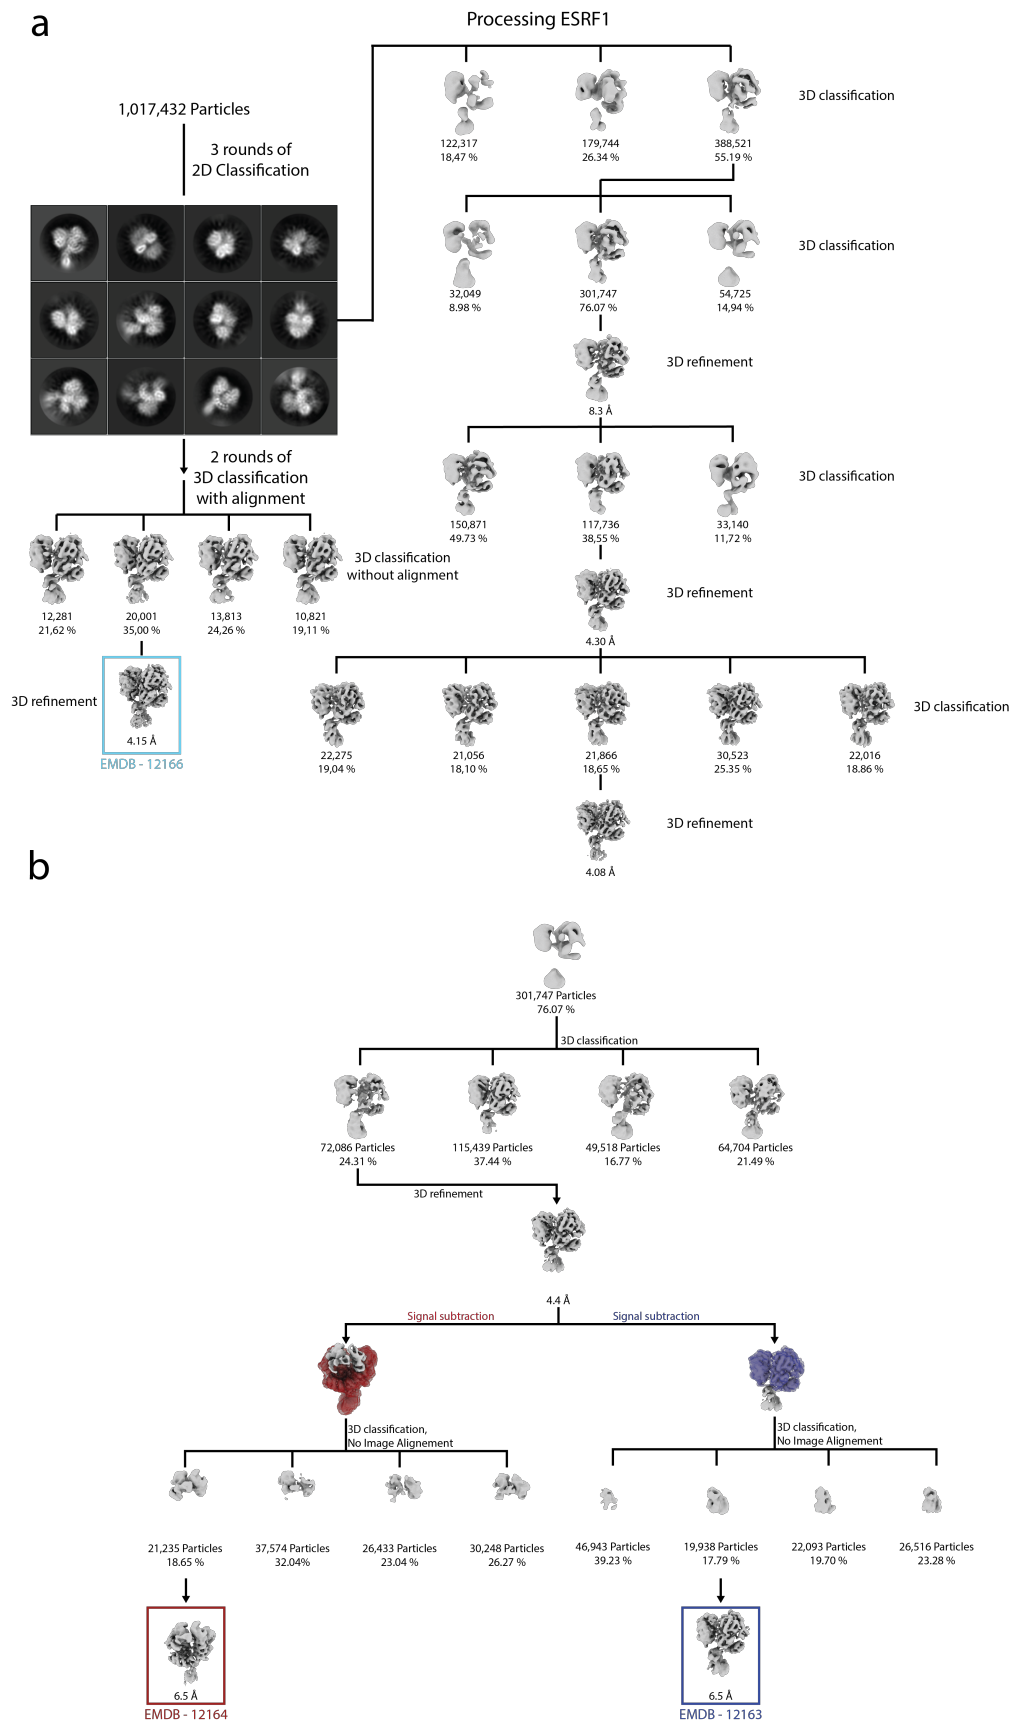 a
Processing ESRF1
1,017,432 Particles
3 rounds of
2D Classification
122,317
18,47 %
179,744
26.34 %
388,521
55.19 %
3D classification
32,049
8.98 %
301,747
76.07 %
54,725
14,94 %
3D classification
3D refinement
8.3 Å
2 rounds of
3D classification
with alignment
150,871
49.73 %
117,736
38,55 %
33,140
11,72 %
3D classification
12,281
21,62 %
20,001
35,00 %
13,813
24,26 %
10,821
19,11 %
3D classification
without alignment
3D refinement
4.30 Å
3D refinement
4.15 Å
EMDB - 12166
22,275
19,04 %
21,056
18,10 %
21,866
18,65 %
30,523
25.35 %
22,016
18.86 %
3D classification
3D refinement
4.08 Å
b
301,747 Particles
76.07 %
3D classification
72,086 Particles
24.31 %
115,439 Particles
37.44 %
49,518 Particles
16.77 %
64,704 Particles
21.49 %
3D refinement
4.4 Å
Signal subtraction
Signal subtraction
3D classification,
No Image Alignement
3D classification,
No Image Alignement
21,235 Particles
18.65 %
37,574 Particles
32.04%
26,433 Particles
23.04 %
30,248 Particles
26.27 %
46,943 Particles
39.23 %
19,938 Particles
17.79 %
22,093 Particles
19.70 %
26,516 Particles
23.28 %
6.5 Å
EMDB - 12164
6.5 Å
EMDB - 12163